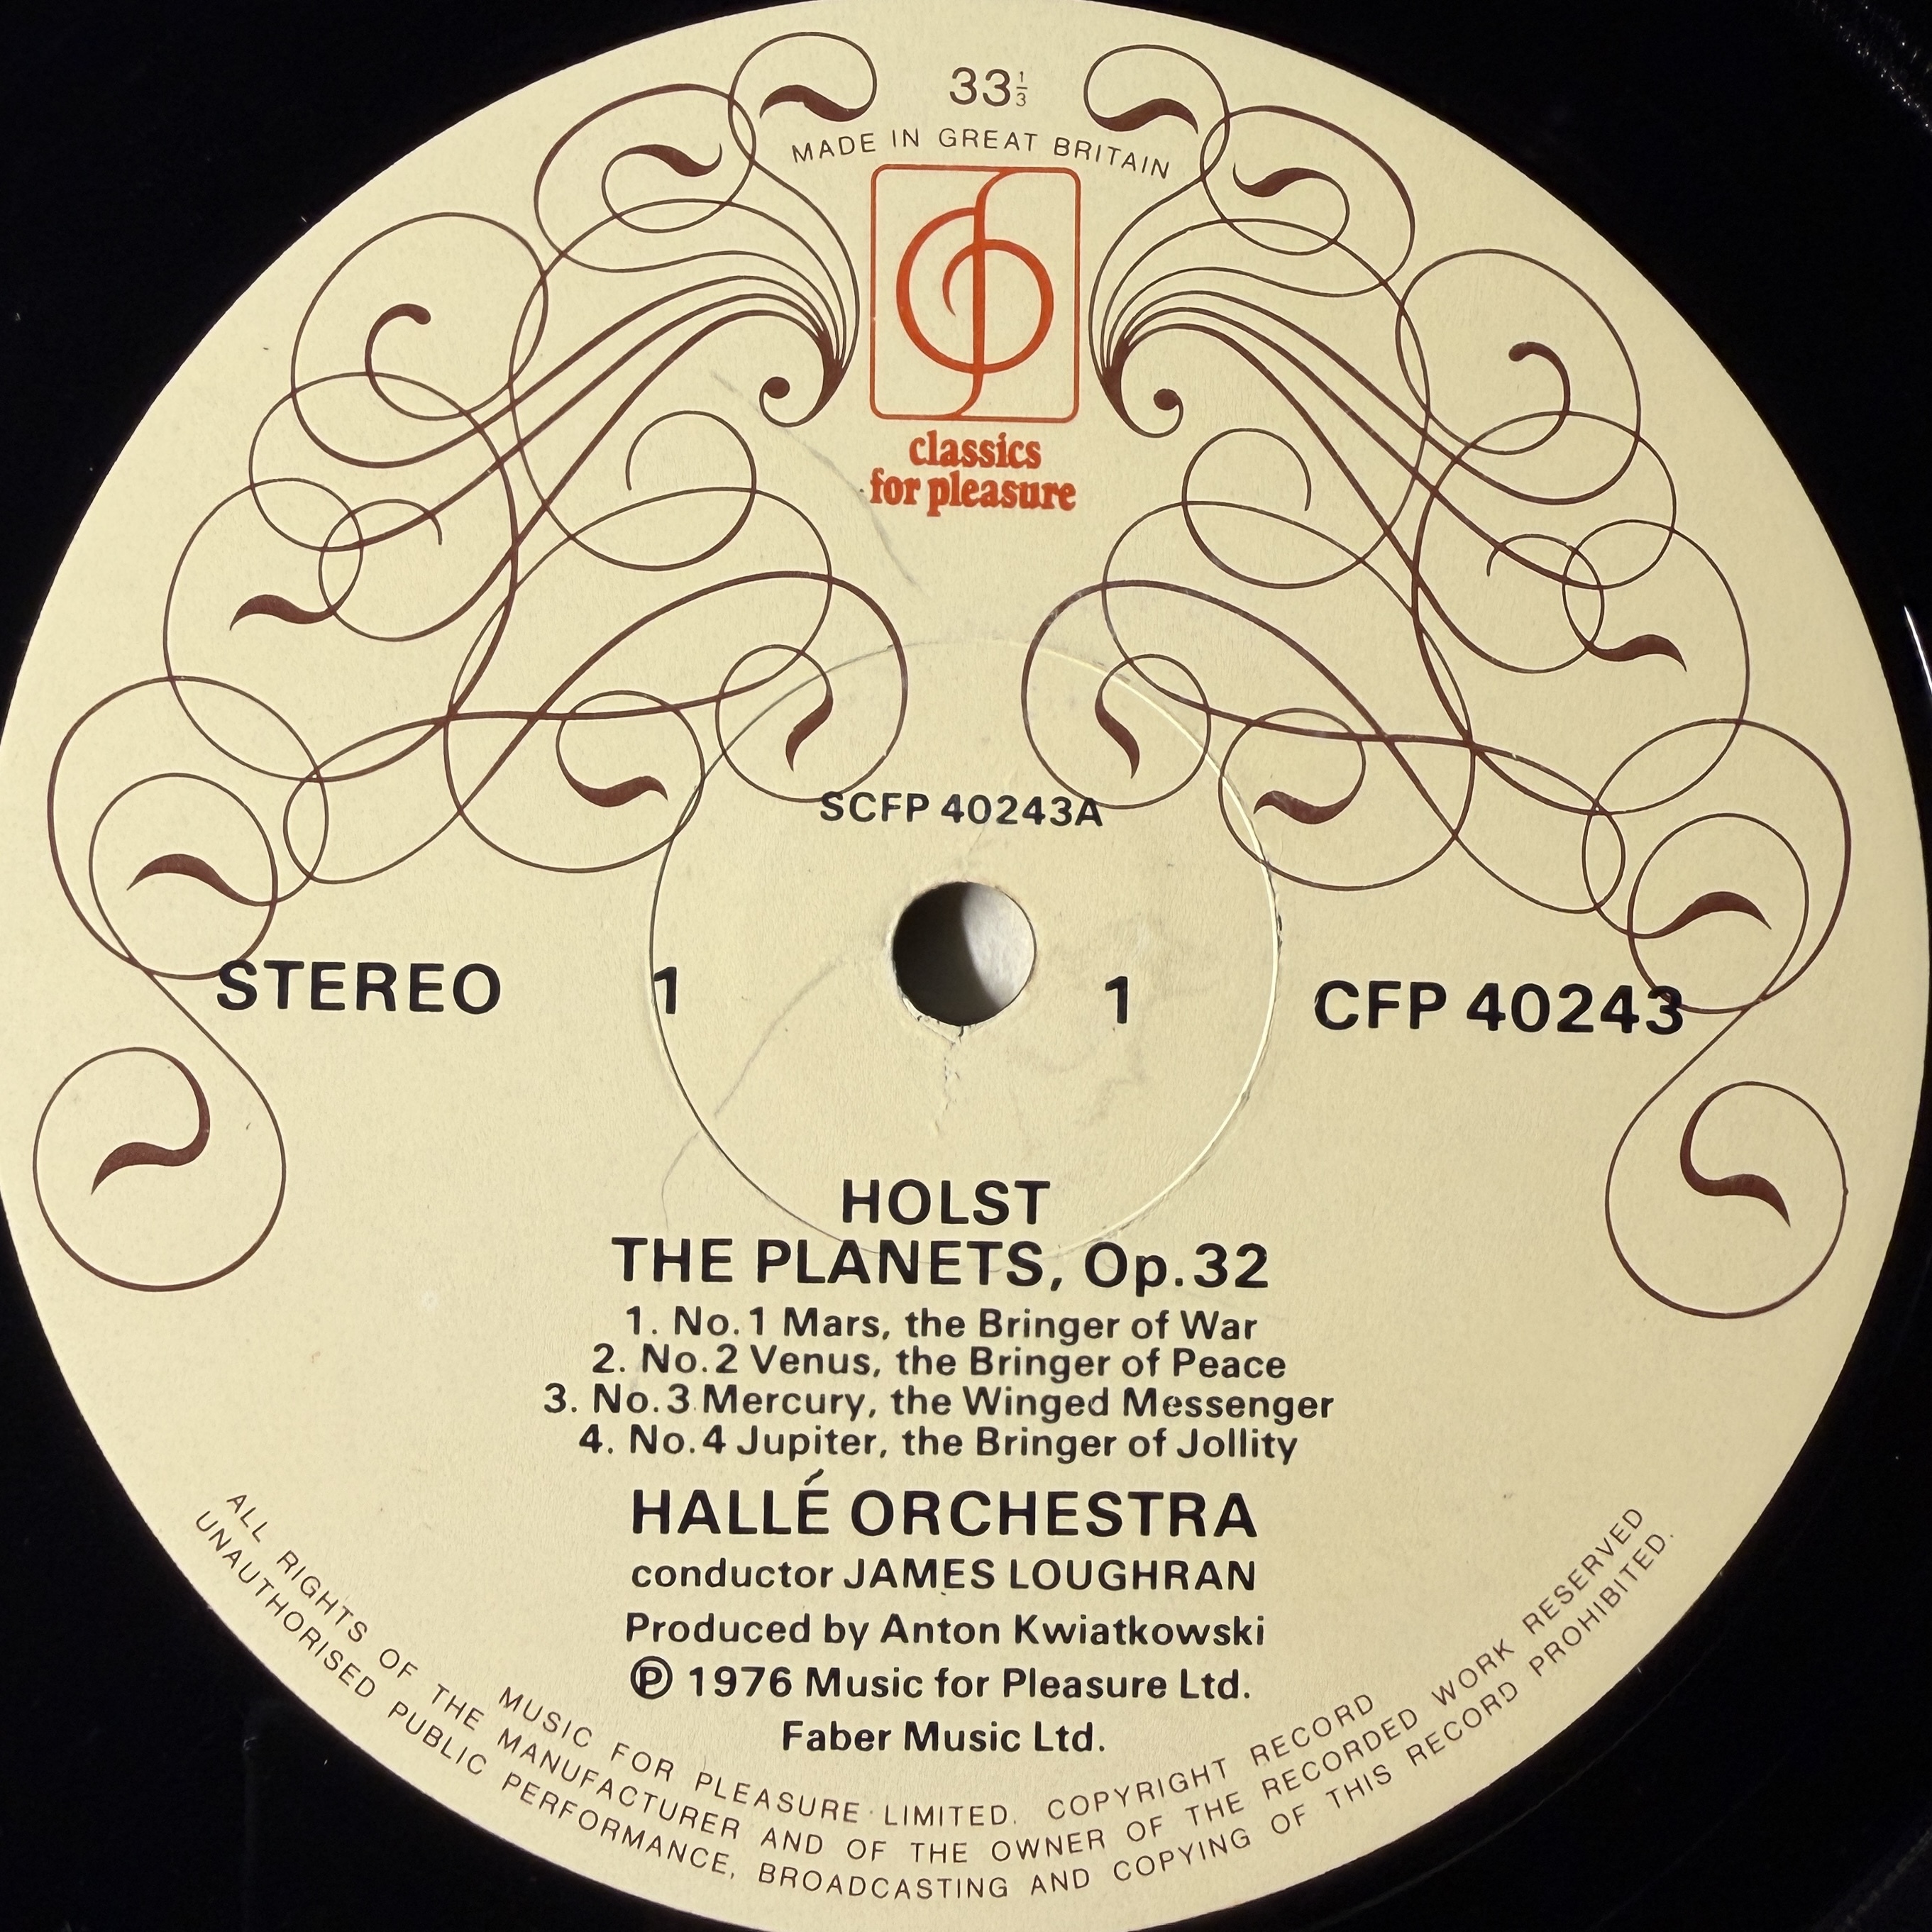 33⅓
MADE IN GREAT BRITAIN
classics
for pleasure
SCFP 40243A
STEREO 1 1 CFP 40243
HOLST
THE PLANETS, Op.32
1. No.1 Mars, the Bringer of War
2. No.2 Venus, the Bringer of Peace
3. No.3 Mercury, the Winged Messenger
4. No.4 Jupiter, the Bringer of Jollity
HALLÉ ORCHESTRA
conductor JAMES LOUGHRAN
Produced by Anton Kwiatkowski
Ⓟ 1976 Music for Pleasure Ltd.
Faber Music Ltd.
MUSIC FOR PLEASURE LIMITED. COPYRIGHT RECORD
ALL RIGHTS OF THE MANUFACTURER AND OF THE OWNER OF THE RECORDED WORK RESERVED
UNAUTHORISED PUBLIC PERFORMANCE, BROADCASTING AND COPYING OF THIS RECORD PROHIBITED.